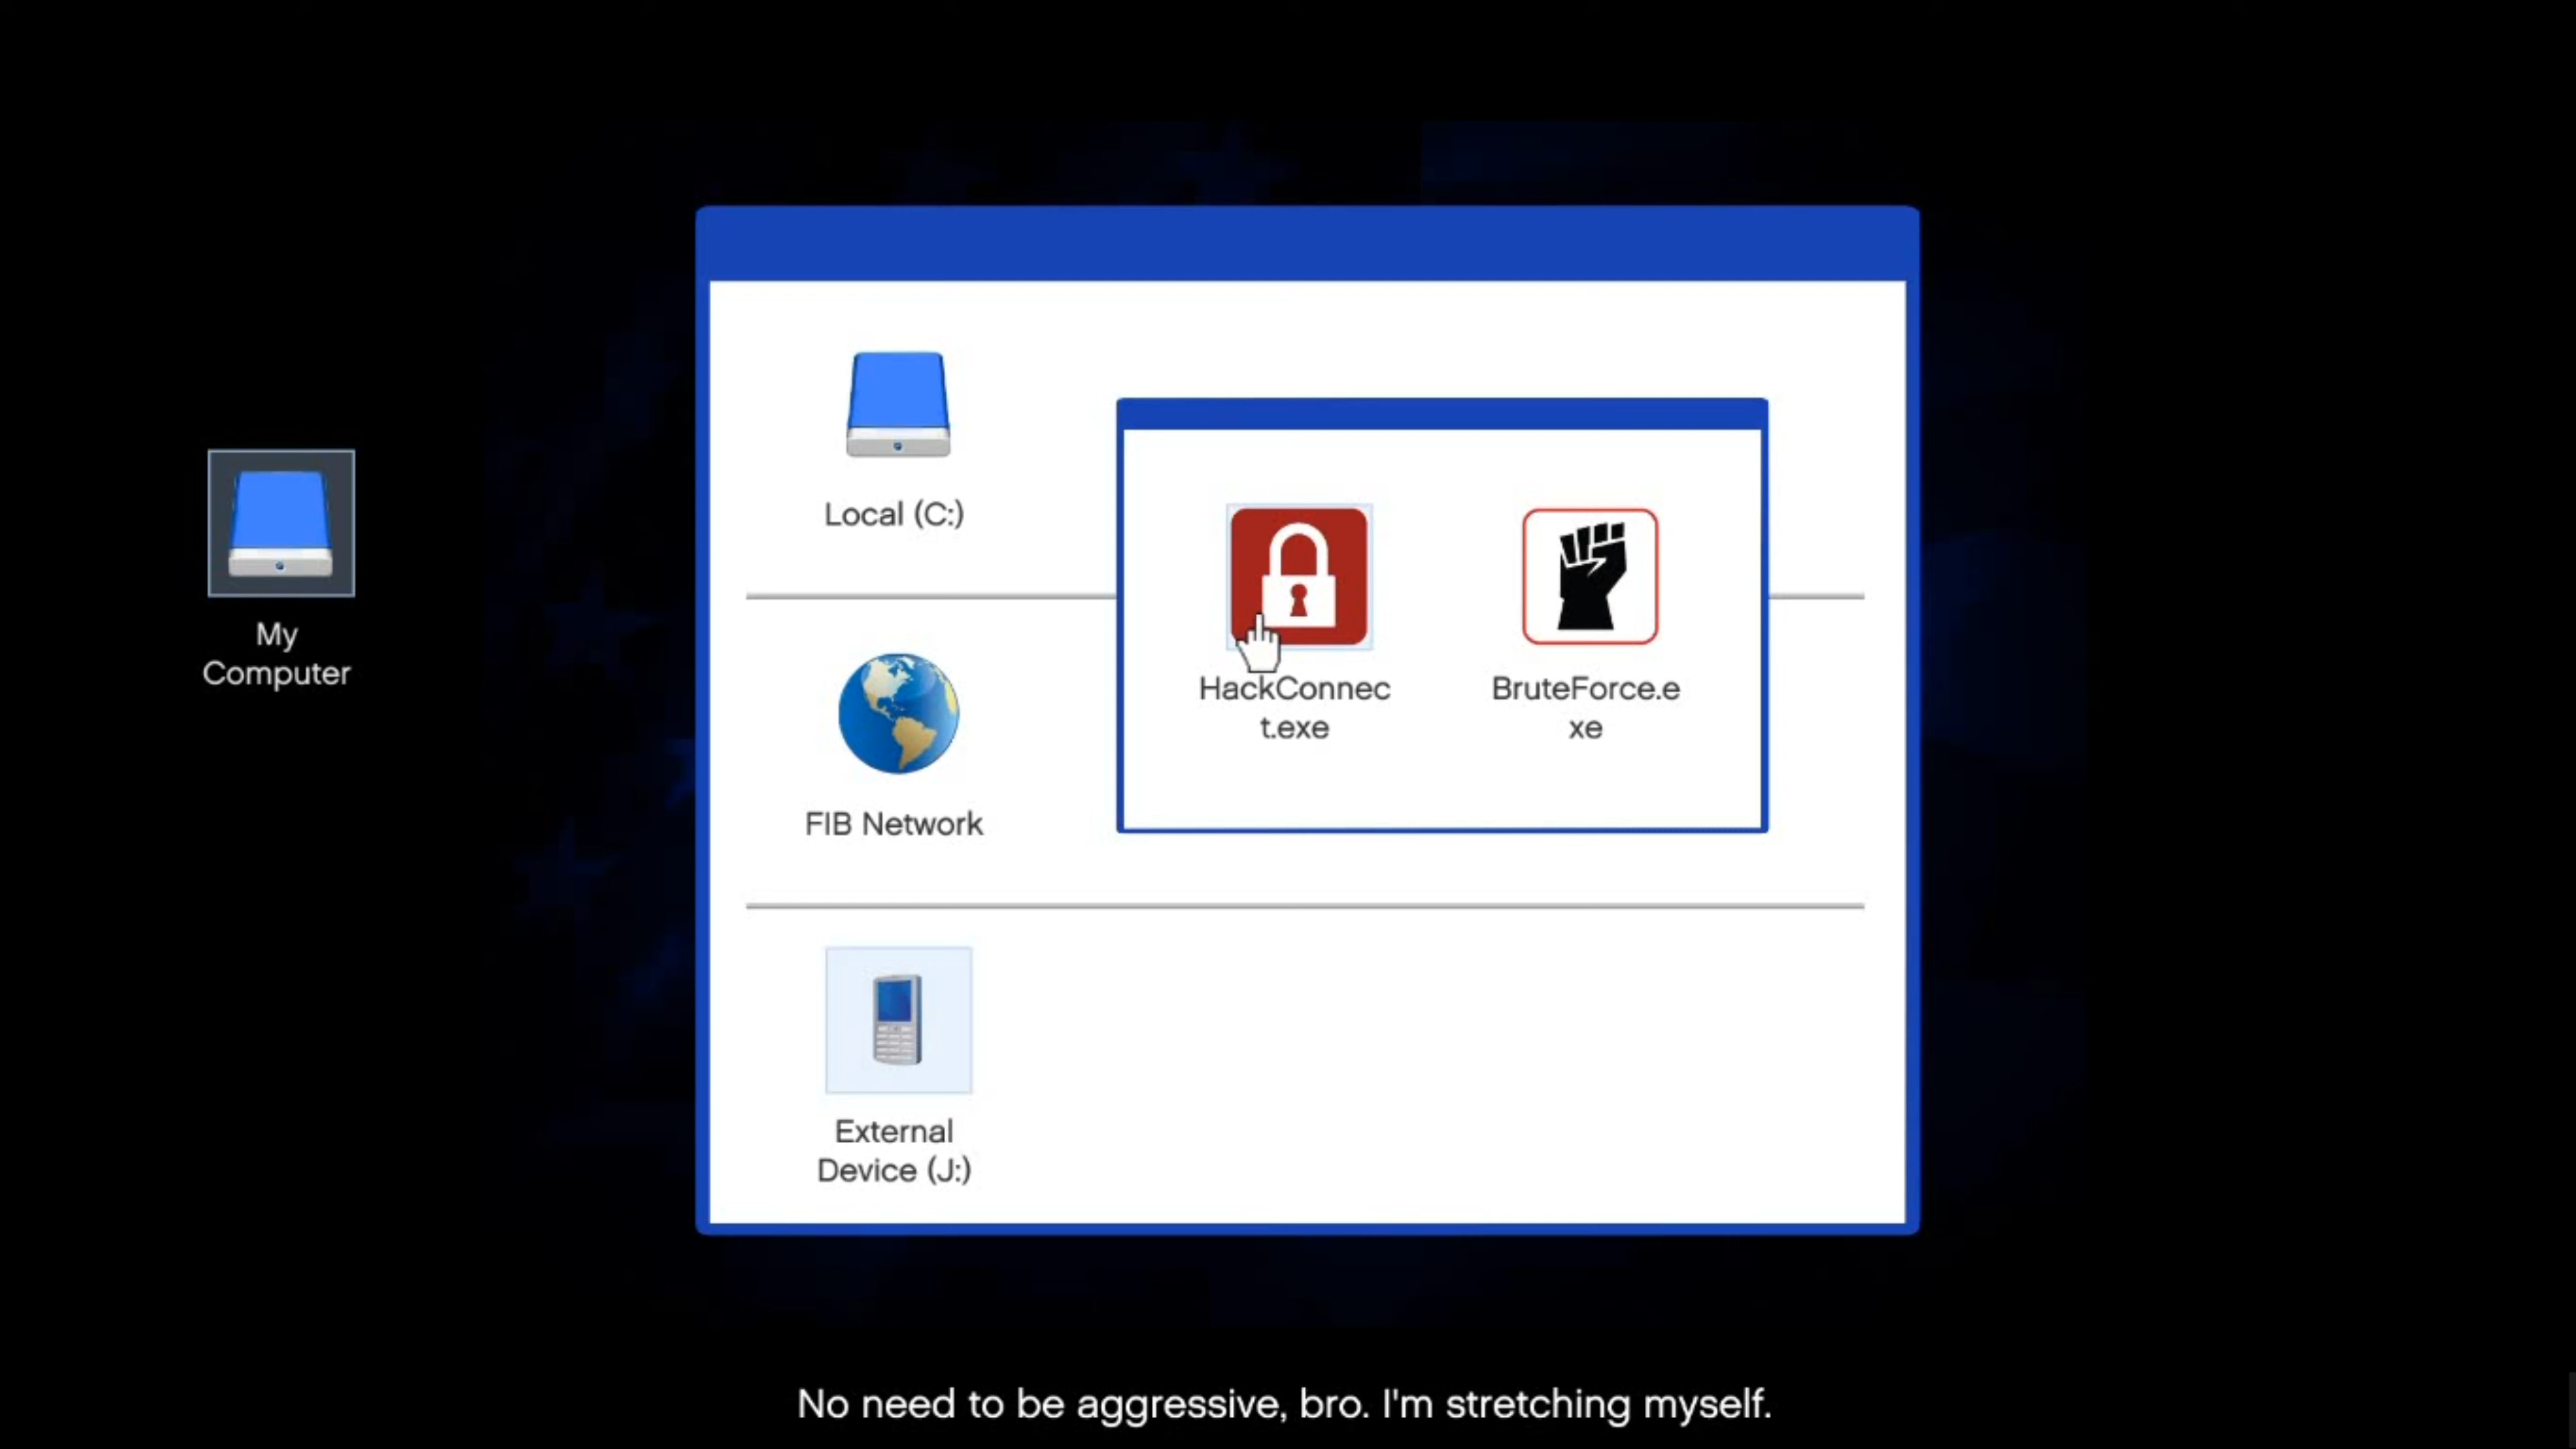 My
Computer
Local (C:)
HackConnec
t.exe
BruteForce.e
xe
FIB Network
External
Device (J:)
No need to be aggressive, bro. I'm stretching myself.